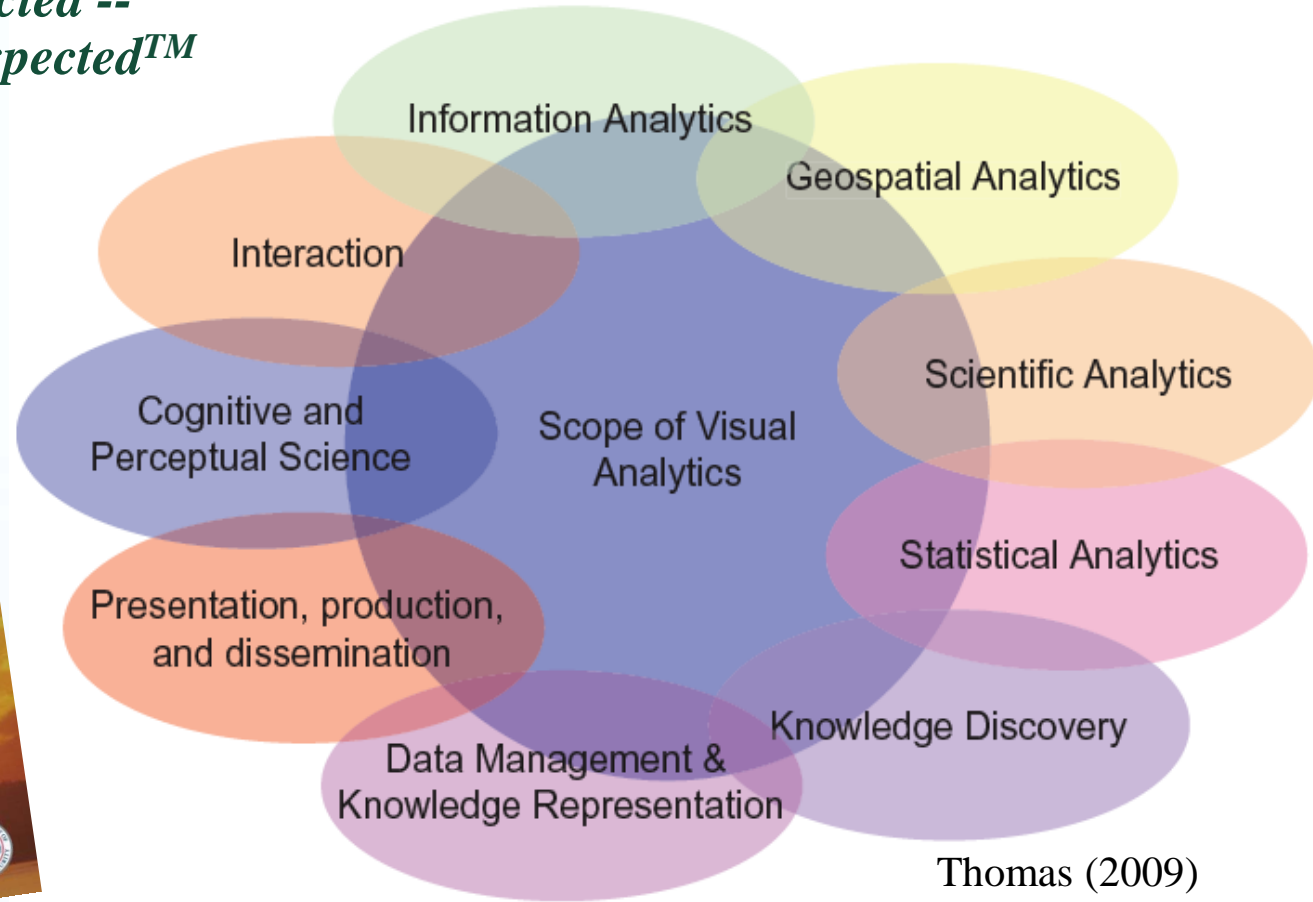 pected™
Information Analytics
Geospatial Analytics
Interaction
Scientific Analytics
Cognitive and
Perceptual Science
Scope of Visual
Analytics
Statistical Analytics
Presentation, production,
and dissemination
Knowledge Discovery
Data Management &
Knowledge Representation
Thomas (2009)